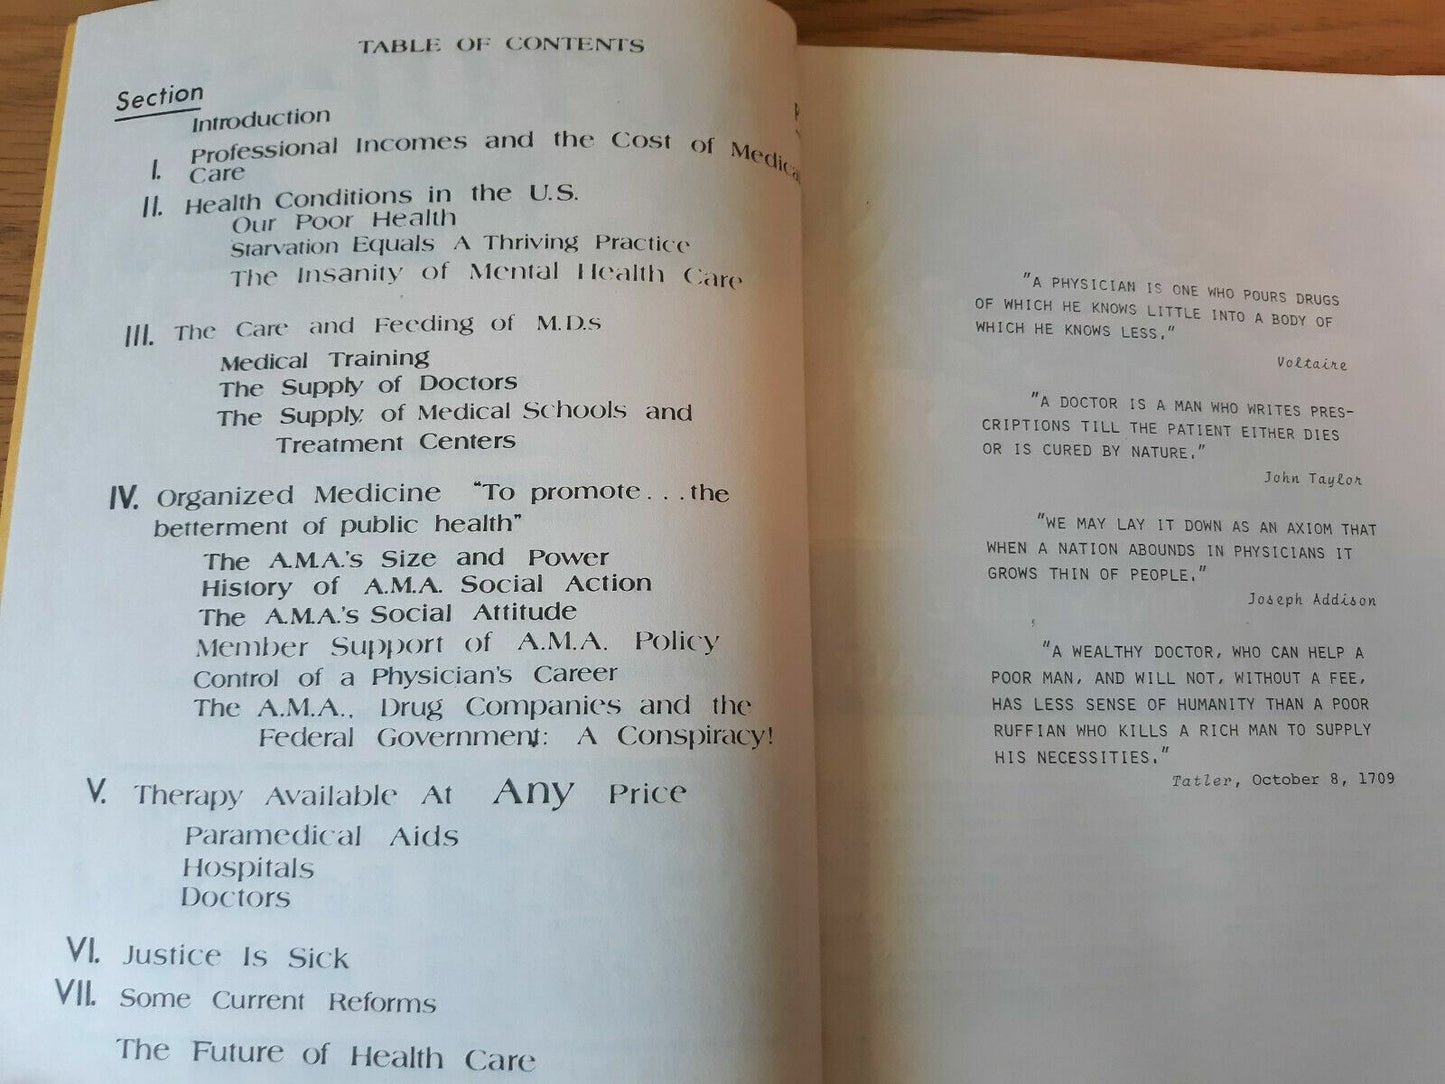 TABLE OF CONTENTS
Section
Introduction
I. Professional Incomes and the Cost of Medical
Care
II. Health Conditions in the U.S.
Our Poor Health
Starvation Equals A Thriving Practice
The Insanity of Mental Health Care
III. The Care and Feeding of M.D.s
Medical Training
The Supply of Doctors
The Supply of Medical Schools and
Treatment Centers
IV. Organized Medicine "To promote...the
betterment of public health"
The A.M.A.'s Size and Power
History of A.M.A. Social Action
The A.M.A.'s Social Attitude
Member Support of A.M.A. Policy
Control of a Physician's Career
The A.M.A., Drug Companies and the
Federal Government: A Conspiracy!
V. Therapy Available At Any Price
Paramedical Aids
Hospitals
Doctors
VI. Justice Is Sick
VII. Some Current Reforms
The Future of Health Care
"A PHYSICIAN IS ONE WHO POURS DRUGS
OF WHICH HE KNOWS LITTLE INTO A BODY OF
WHICH HE KNOWS LESS."
Voltaire
"A DOCTOR IS A MAN WHO WRITES PRES-
CRIPTIONS TILL THE PATIENT EITHER DIES
OR IS CURED BY NATURE."
John Taylor
"WE MAY LAY IT DOWN AS AN AXIOM THAT
WHEN A NATION ABOUNDS IN PHYSICIANS IT
GROWS THIN OF PEOPLE."
Joseph Addison
"A WEALTHY DOCTOR, WHO CAN HELP A
POOR MAN, AND WILL NOT, WITHOUT A FEE,
HAS LESS SENSE OF HUMANITY THAN A POOR
RUFFIAN WHO KILLS A RICH MAN TO SUPPLY
HIS NECESSITIES."
Tatler, October 8, 1709